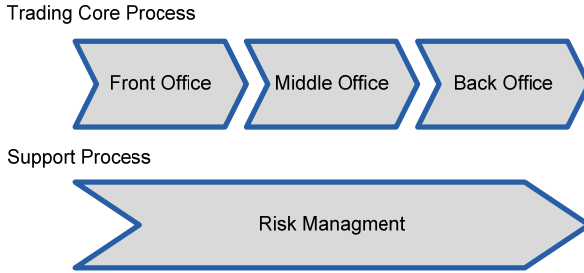 Trading Core Process
Front Office
Middle Office
Back Office
Support Process
Risk Managment